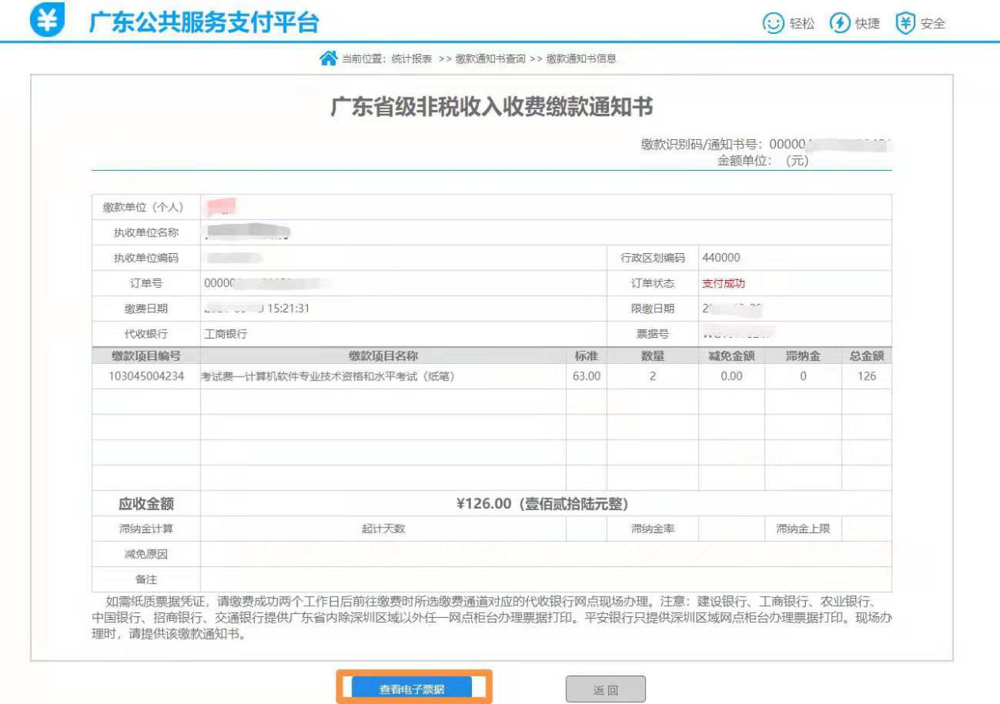 广东公共服务支付平台
轻松 快捷 安全
当前位置：统计报表 >> 缴款通知书查询 >> 缴款通知书信息
广东省级非税收入收费缴款通知书
缴款识别码/通知书号：00000
金额单位：（元）
缴款单位（个人）
执收单位名称
执收单位编码 行政区划编码 440000
订单号 00000 订单状态 支付成功
缴费日期 15:21:31 限缴日期 2
代收银行 工商银行 票据号
缴款项目编号 缴款项目名称 标准 数量 减免金额 滞纳金 总金额
103045004234 考试费—计算机软件专业技术资格和水平考试（纸笔） 63.00 2 0.00 0 126
应收金额 ¥126.00（壹佰贰拾陆元整）
滞纳金计算 起计天数 滞纳金率 滞纳金上限
减免原因
备注
如需纸质票据凭证，请缴费成功两个工作日后前往缴费时所选缴费通道对应的代收银行网点现场办理。注意：建设银行、工商银行、农业银行、
中国银行、招商银行、交通银行提供广东省内除深圳区域以外任一网点柜台办理票据打印。平安银行只提供深圳区域网点柜台办理票据打印。现场办
理时，请提供该缴款通知书。
查看电子票据 返回